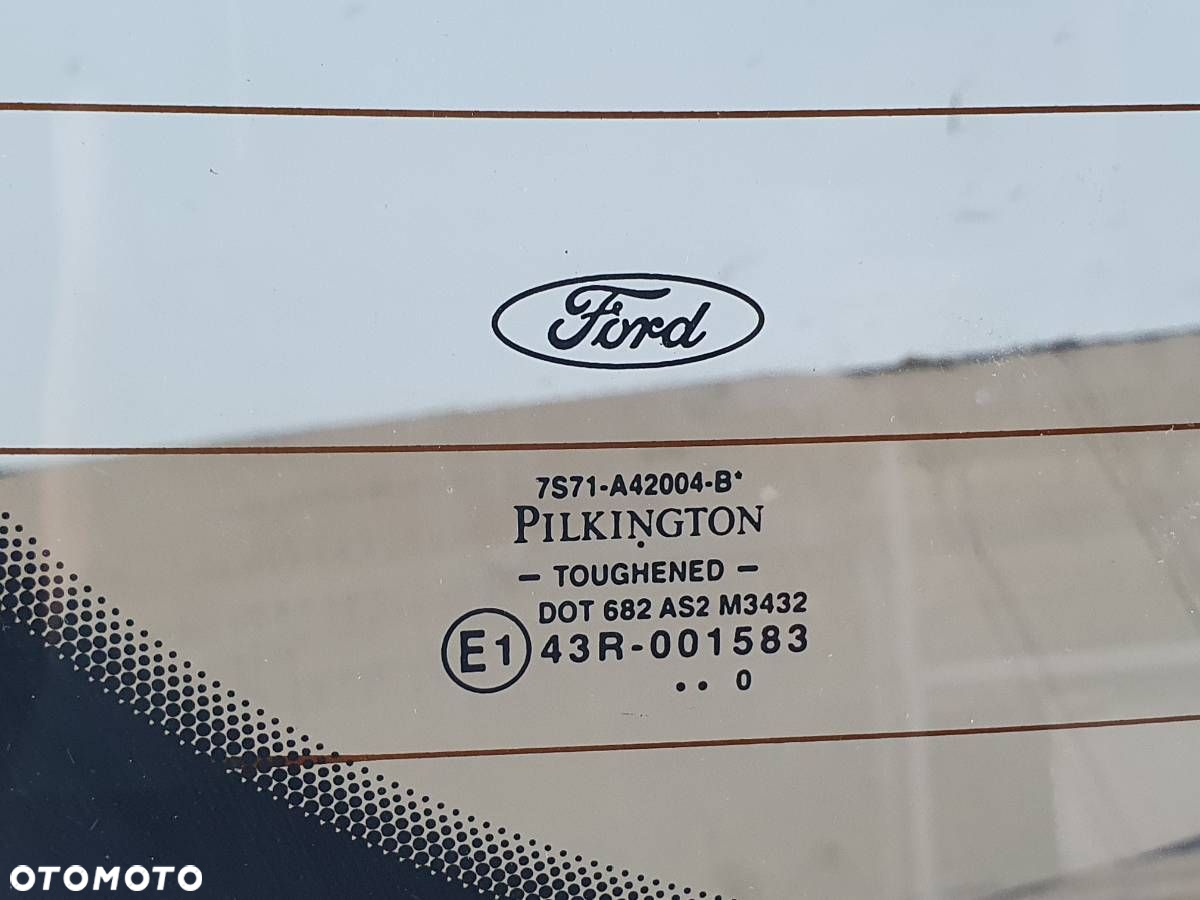 Ford
7S71-A42004-B*
PILKINGTON
- TOUGHENED -
DOT 682 AS2 M3432
E1 43R-001583
.. 0
OTOMOTO